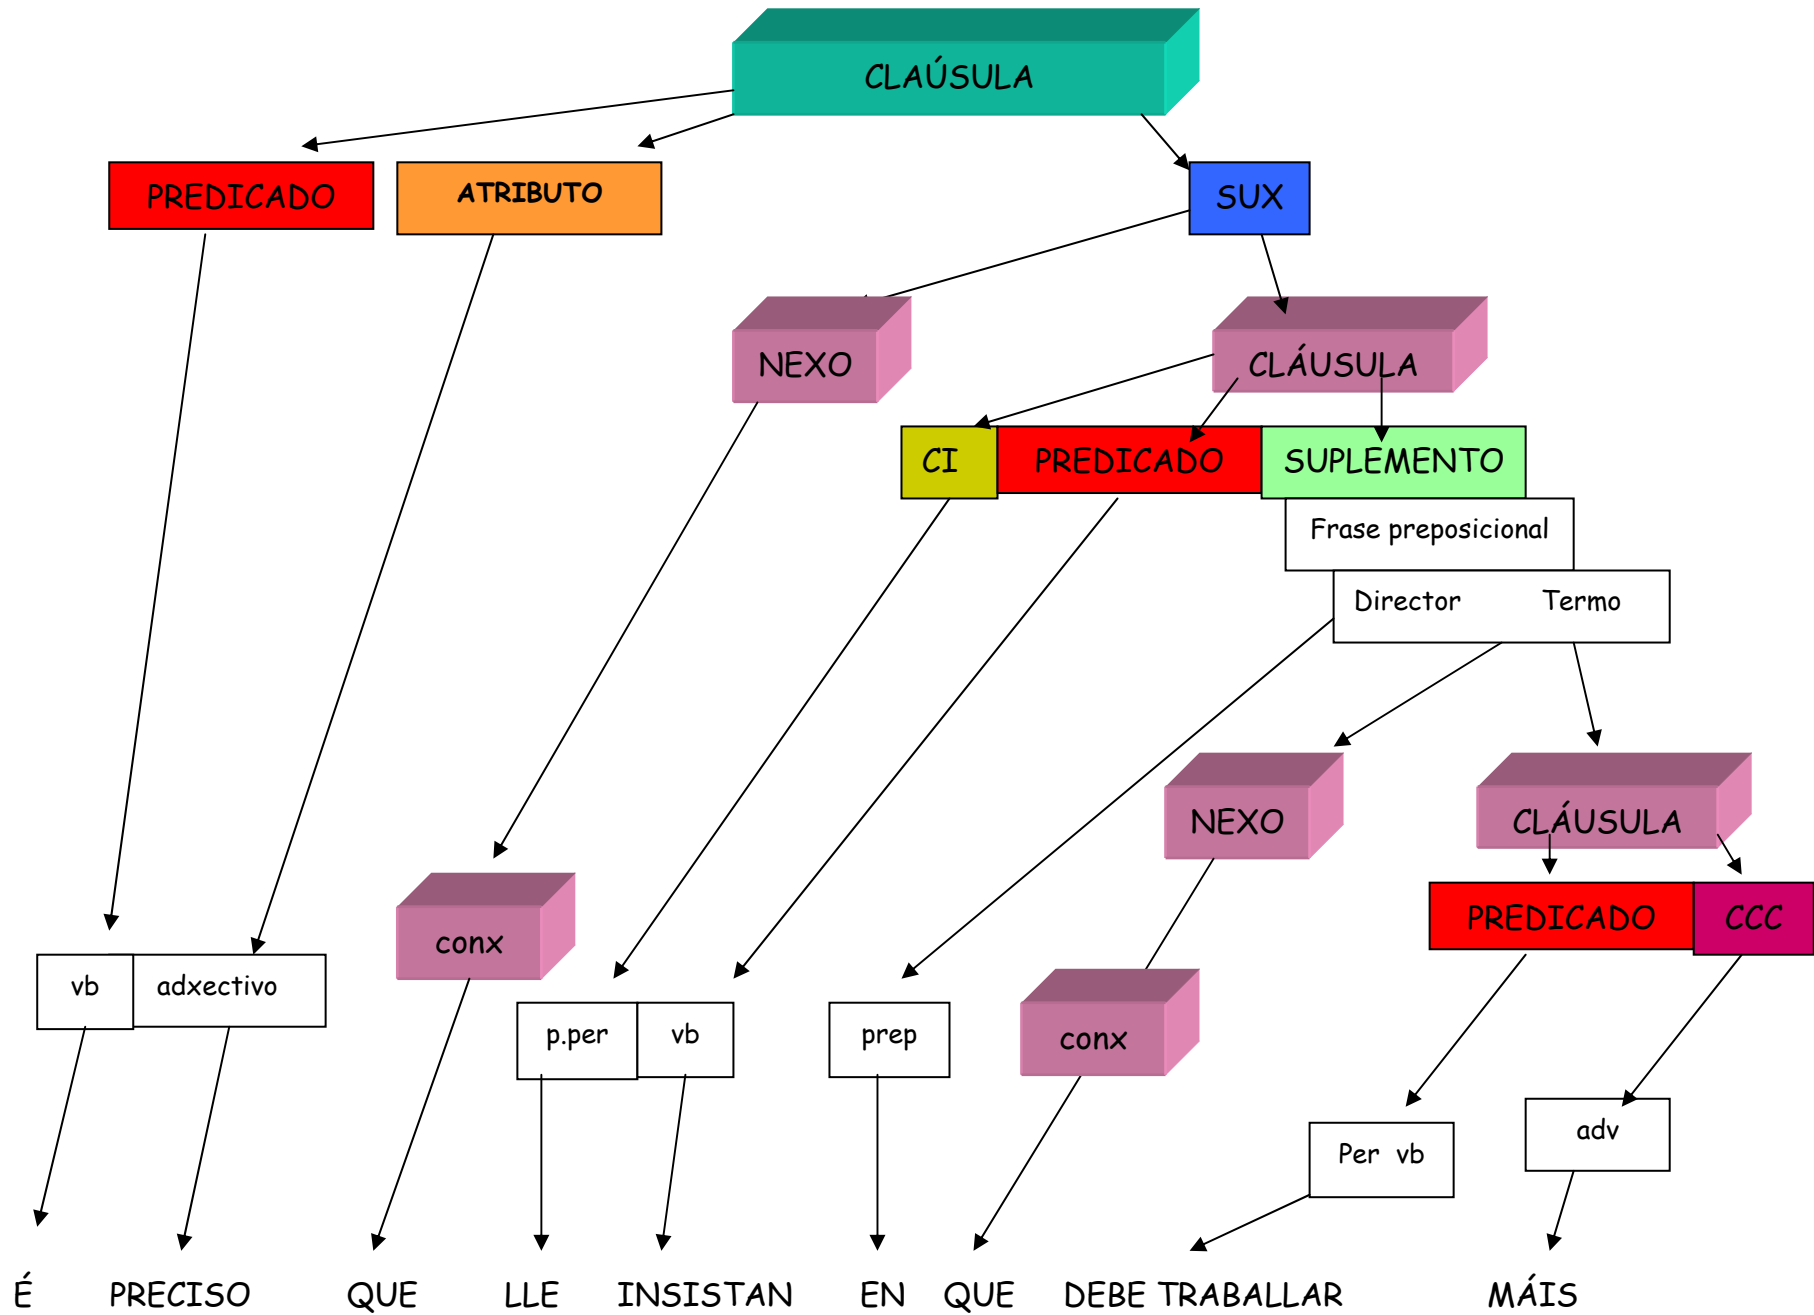 CLAÚSULA
PREDICADO ATRIBUTO SUX
NEXO CLÁUSULA
CI PREDICADO SUPLEMENTO
Frase preposicional
Director Termo
NEXO CLÁUSULA
PREDICADO CCC
conx
vb adxectivo
p.per vb prep conx
Per vb adv
É PRECISO QUE LLE INSISTAN EN QUE DEBE TRABALLAR MÁIS